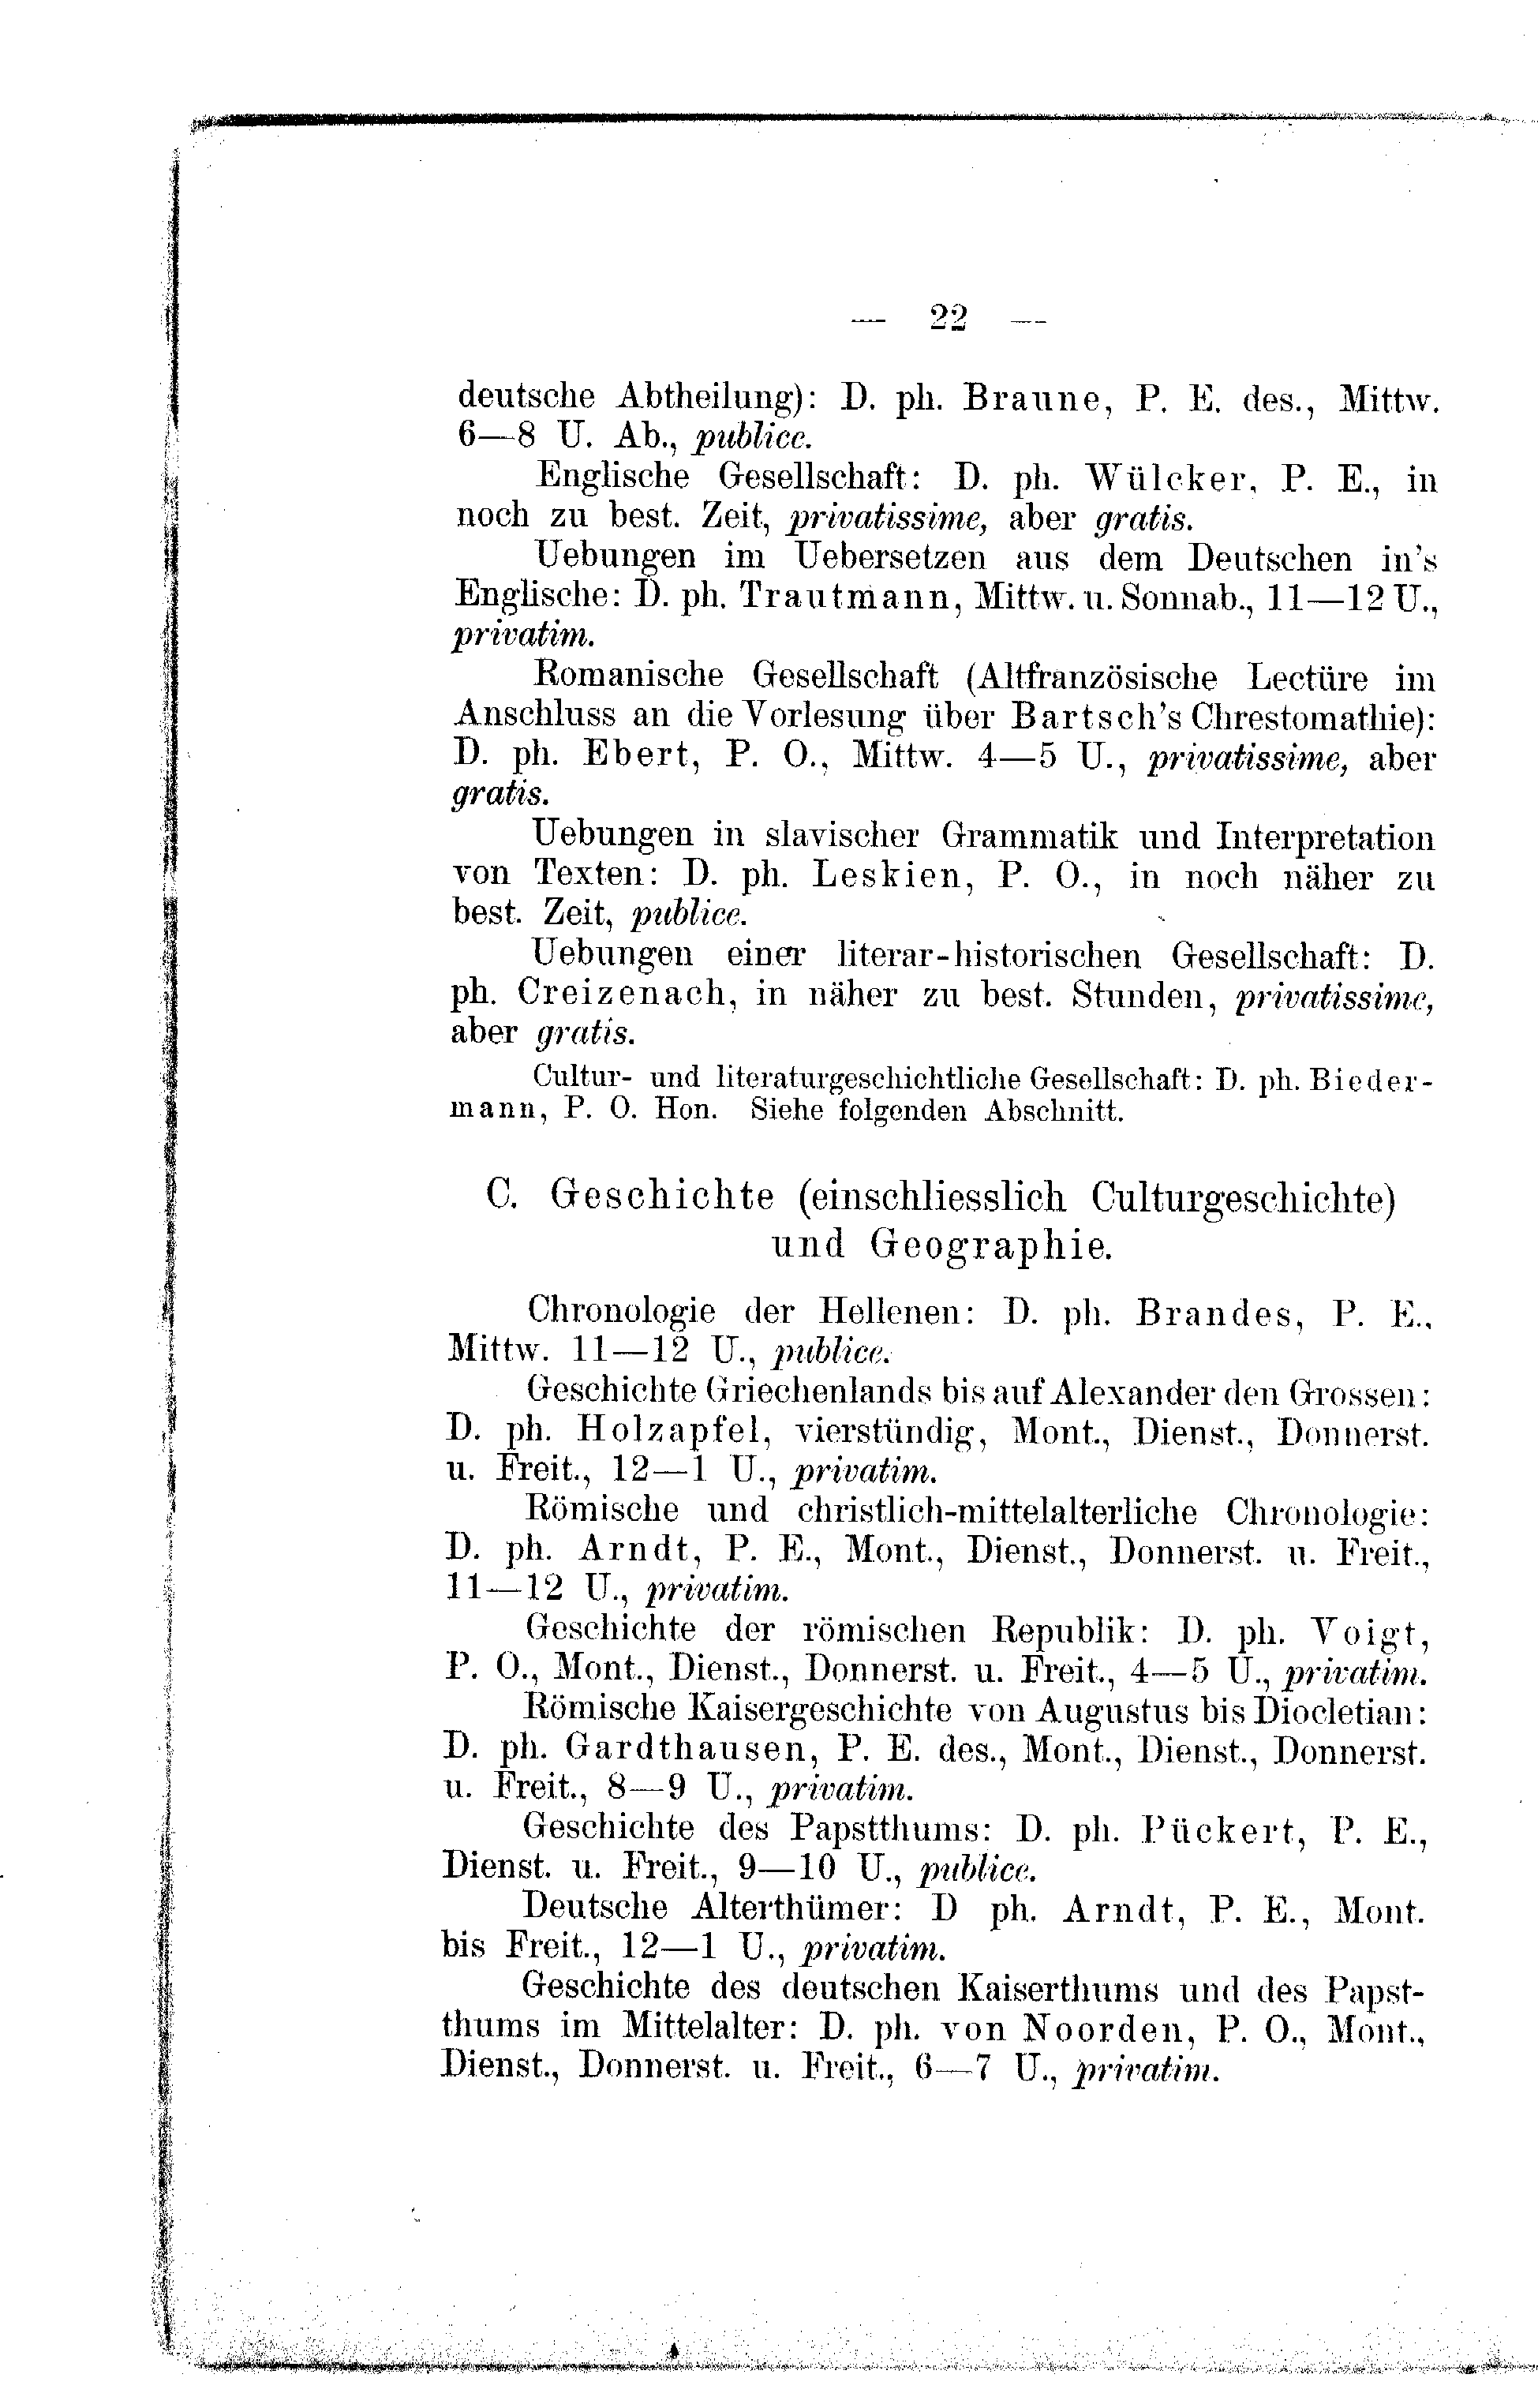 — 22 —
deutsche Abtheilung): D. ph. Braune, P. E. des., Mittw.
6—8 U. Ab., publice.
Englische Gesellschaft: D. ph. Wülcker, P. E., in
noch zu best. Zeit, privatissime, aber gratis.
Uebungen im Uebersetzen aus dem Deutschen in's
Englische: D. ph. Trautmann, Mittw. u. Sonnab., 11—12 U.,
privatim.
Romanische Gesellschaft (Altfranzösische Lectüre im
Anschluss an die Vorlesung über Bartsch's Chrestomathie):
D. ph. Ebert, P. O., Mittw. 4—5 U., privatissime, aber
gratis.
Uebungen in slavischer Grammatik und Interpretation
von Texten: D. ph. Leskien, P. O., in noch näher zu
best. Zeit, publice.
Uebungen einer literar-historischen Gesellschaft: D.
ph. Creizenach, in näher zu best. Stunden, privatissime,
aber gratis.
Cultur- und literaturgeschichtliche Gesellschaft: D. ph. Bieder-
mann, P. O. Hon. Siehe folgenden Abschnitt.
C. Geschichte (einschliesslich Culturgeschichte)
und Geographie.
Chronologie der Hellenen: D. ph. Brandes, P. E.,
Mittw. 11—12 U., publice.
Geschichte Griechenlands bis auf Alexander den Grossen:
D. ph. Holzapfel, vierstündig, Mont., Dienst., Donnerst.
u. Freit., 12—1 U., privatim.
Römische und christlich-mittelalterliche Chronologie:
D. ph. Arndt, P. E., Mont., Dienst., Donnerst. u. Freit.,
11—12 U., privatim.
Geschichte der römischen Republik: D. ph. Voigt,
P. O., Mont., Dienst., Donnerst. u. Freit., 4—5 U., privatim.
Römische Kaisergeschichte von Augustus bis Diocletian:
D. ph. Gardthausen, P. E. des., Mont., Dienst., Donnerst.
u. Freit., 8—9 U., privatim.
Geschichte des Papstthums: D. ph. Pückert, P. E.,
Dienst. u. Freit., 9—10 U., publice.
Deutsche Alterthümer: D ph. Arndt, P. E., Mont.
bis Freit., 12—1 U., privatim.
Geschichte des deutschen Kaiserthums und des Papst-
thums im Mittelalter: D. ph. von Noorden, P. O., Mont.,
Dienst., Donnerst. u. Freit., 6—7 U., privatim.